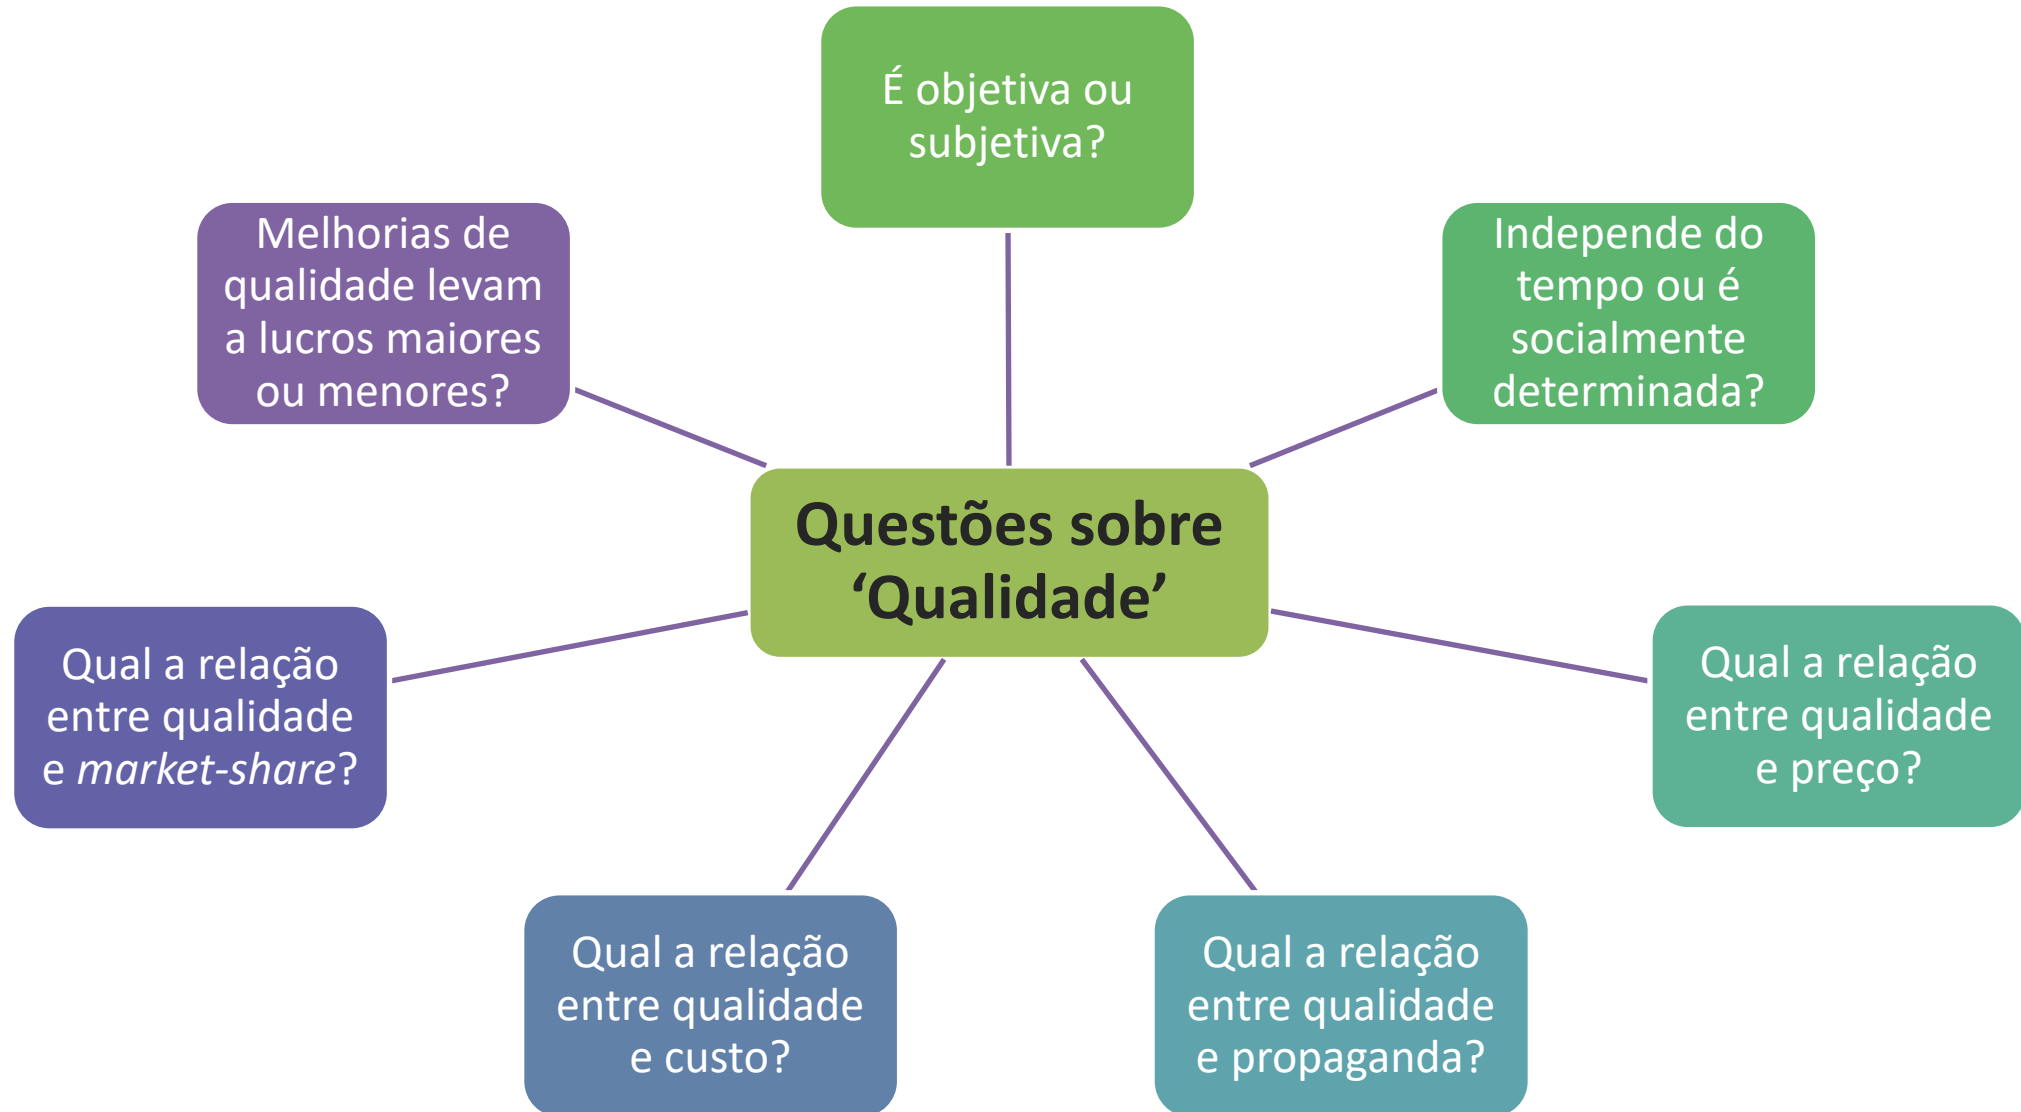 É objetiva ou
subjetiva?
Melhorias de
qualidade levam
a lucros maiores
ou menores?
Independe do
tempo ou é
socialmente
determinada?
Questões sobre
‘Qualidade’
Qual a relação
entre qualidade
e market-share?
Qual a relação
entre qualidade
e preço?
Qual a relação
entre qualidade
e custo?
Qual a relação
entre qualidade
e propaganda?